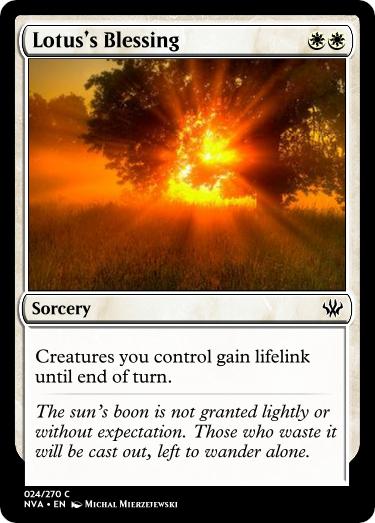 Lotus's Blessing
Sorcery
Creatures you control gain lifelink
until end of turn.
The sun's boon is not granted lightly or
without expectation. Those who waste it
will be cast out, left to wander alone.
024/270 C
NVA • EN Michal Mierzejewski